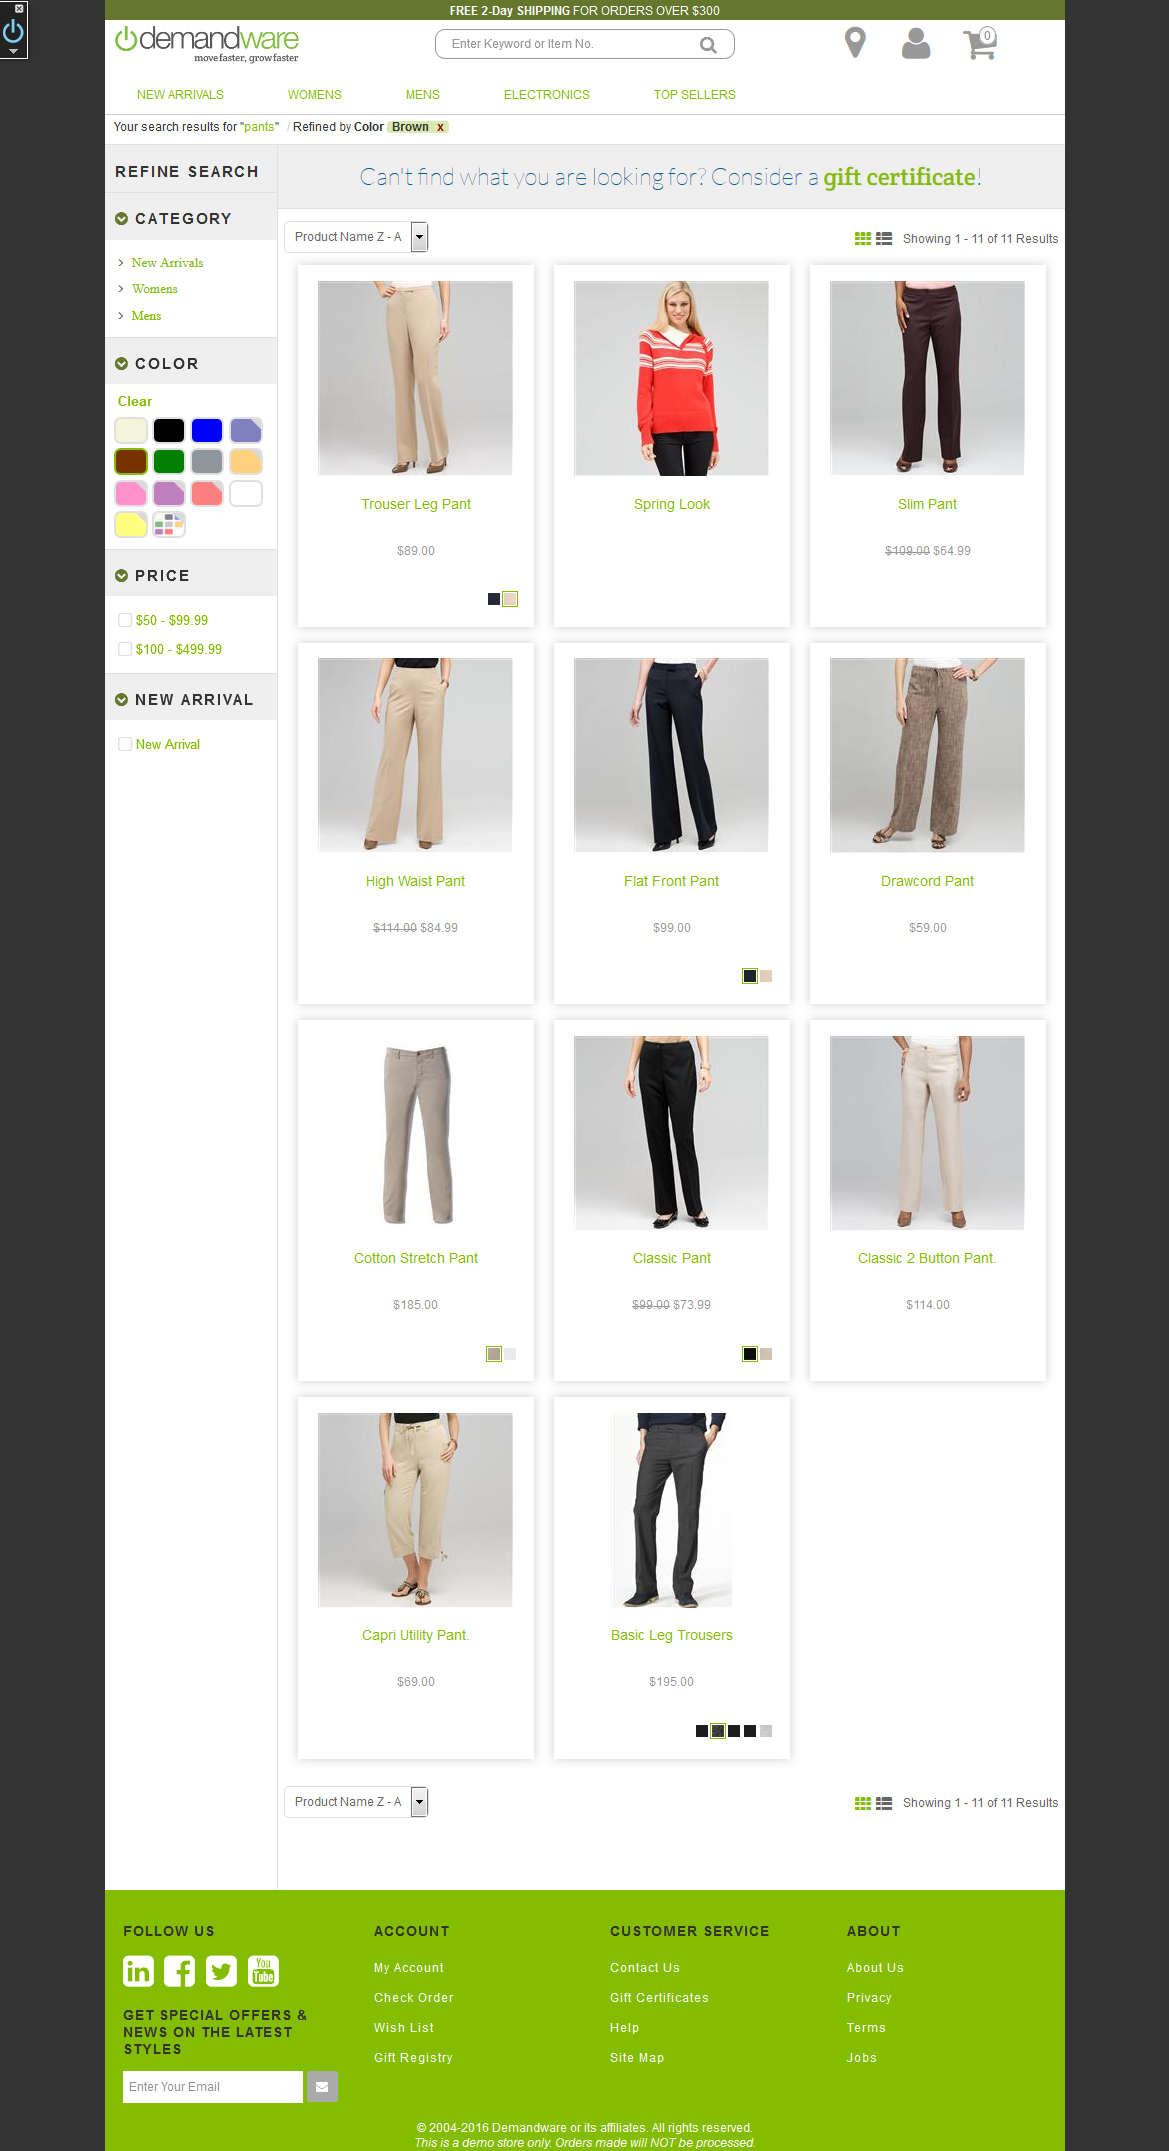 FREE 2-Day SHIPPING FOR ORDERS OVER $300
demandware
move faster, grow faster
Enter Keyword or Item No.
0
NEW ARRIVALS WOMENS MENS ELECTRONICS TOP SELLERS
Your search results for "pants" / Refined by Color Brown x
REFINE SEARCH
CATEGORY
New Arrivals
Womens
Mens
COLOR
Clear
PRICE
$50 - $99.99
$100 - $499.99
NEW ARRIVAL
New Arrival
Can't find what you are looking for? Consider a gift certificate!
Product Name Z - A
Showing 1 - 11 of 11 Results
Trouser Leg Pant
$89.00
Spring Look
Slim Pant
$109.00 $64.99
High Waist Pant
$114.00 $84.99
Flat Front Pant
$99.00
Drawcord Pant
$59.00
Cotton Stretch Pant
$185.00
Classic Pant
$99.00 $73.99
Classic 2 Button Pant.
$114.00
Capri Utility Pant.
$69.00
Basic Leg Trousers
$195.00
Product Name Z - A
Showing 1 - 11 of 11 Results
FOLLOW US
in f You Tube
GET SPECIAL OFFERS &
NEWS ON THE LATEST
STYLES
Enter Your Email
ACCOUNT
My Account
Check Order
Wish List
Gift Registry
CUSTOMER SERVICE
Contact Us
Gift Certificates
Help
Site Map
ABOUT
About Us
Privacy
Terms
Jobs
© 2004-2016 Demandware or its affiliates. All rights reserved.
This is a demo store only. Orders made will NOT be processed.